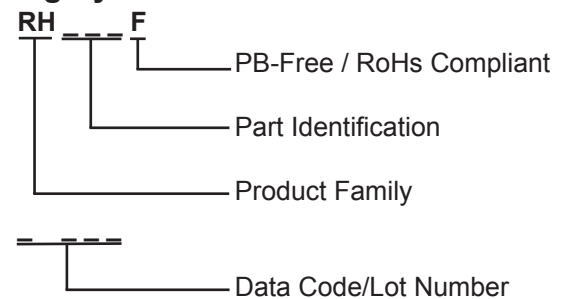 RH _ _ _ F
PB-Free / RoHs Compliant
Part Identification
Product Family
_ _ _ _
Data Code/Lot Number